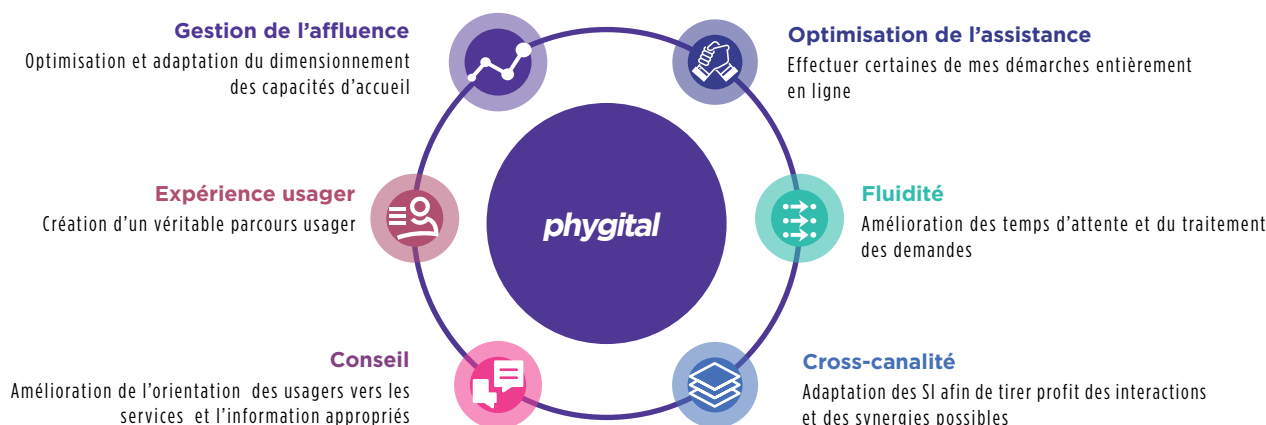 Gestion de l’affluence
Optimisation et adaptation du dimensionnement
des capacités d’accueil
Optimisation de l’assistance
Effectuer certaines de mes démarches entièrement
en ligne
Expérience usager
Création d’un véritable parcours usager
phygital
Fluidité
Amélioration des temps d’attente et du traitement
des demandes
Conseil
Amélioration de l’orientation des usagers vers les
services et l’information appropriés
Cross-canalité
Adaptation des SI afin de tirer profit des interactions
et des synergies possibles